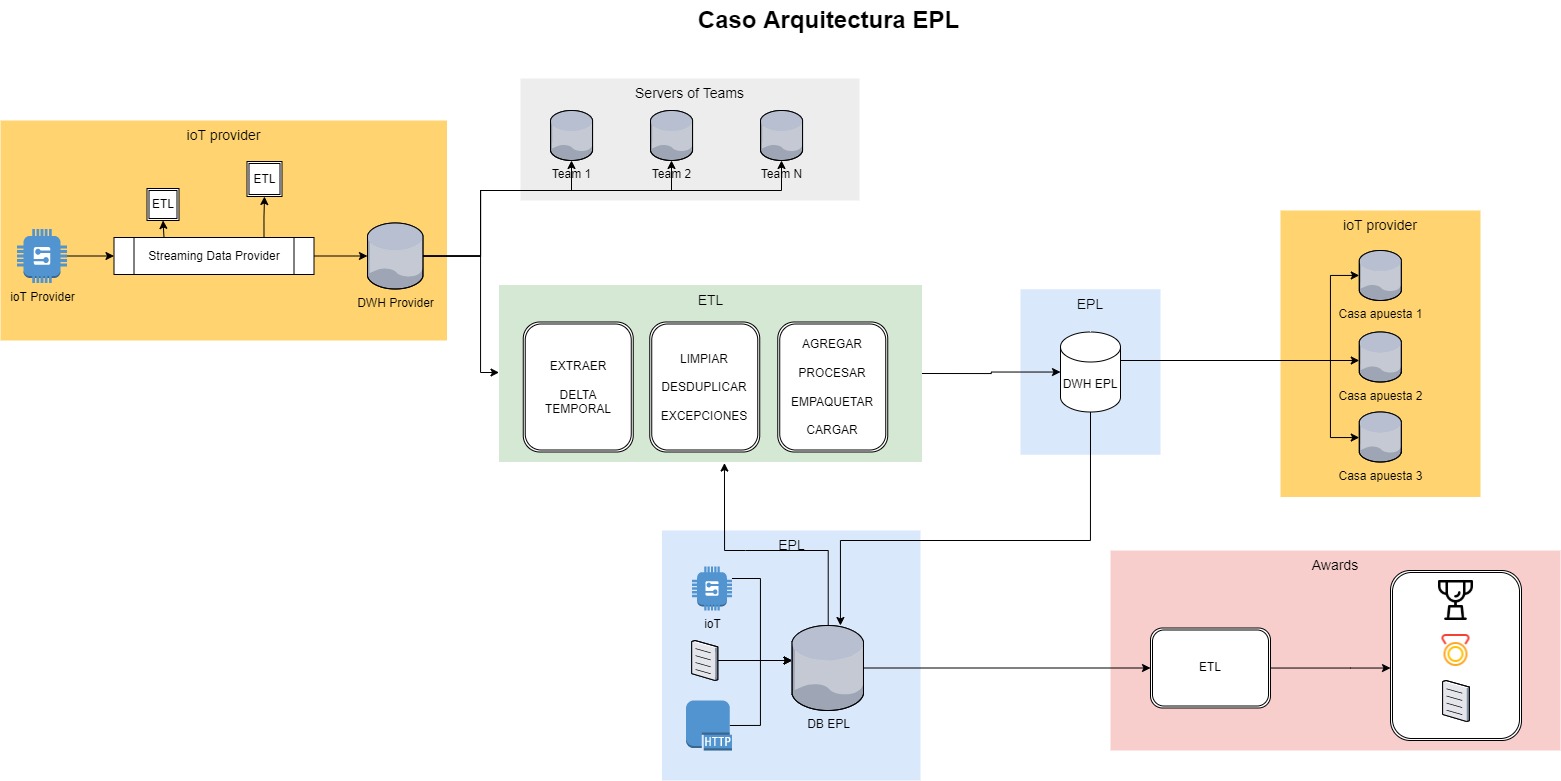 Caso Arquitectura EPL
Servers of Teams
Team 1
Team 2
Team N
ioT provider
ETL
ETL
Streaming Data Provider
ioT Provider
DWH Provider
ETL
EXTRAER
DELTA
TEMPORAL
LIMPIAR
DESDUPLICAR
EXCEPCIONES
AGREGAR
PROCESAR
EMPAQUETAR
CARGAR
EPL
DWH EPL
ioT provider
Casa apuesta 1
Casa apuesta 2
Casa apuesta 3
EPL
ioT
HTTP
DB EPL
Awards
ETL